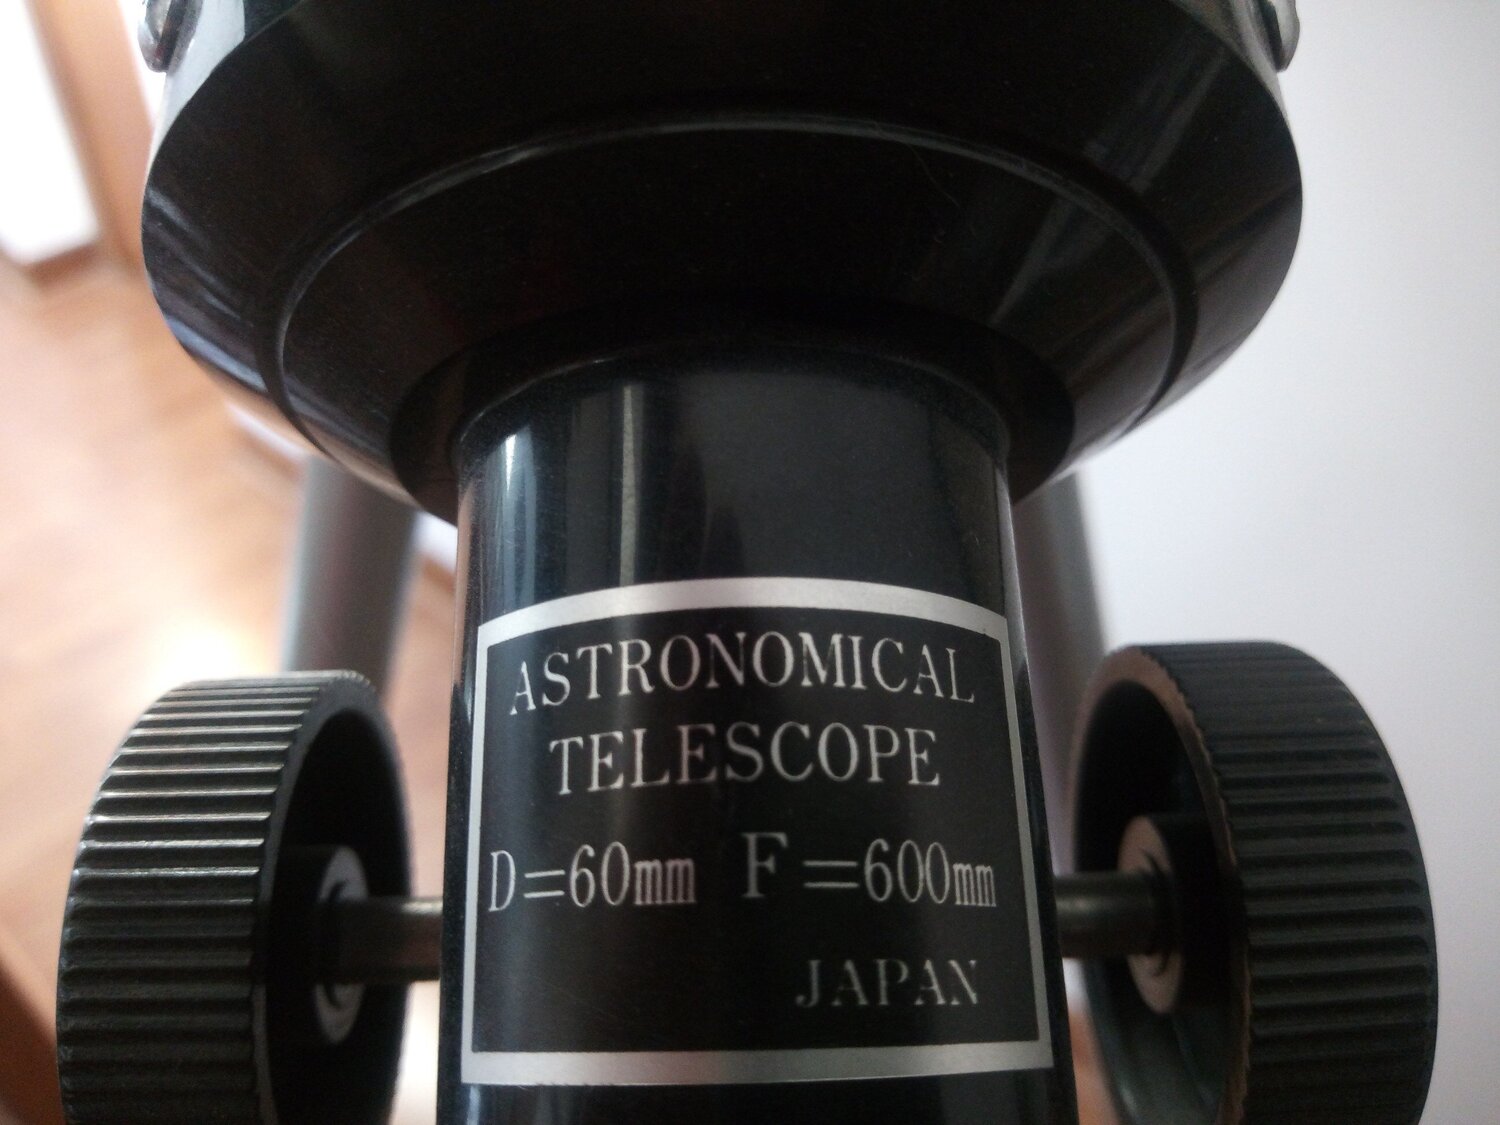 ASTRONOMICAL
TELESCOPE
D=60mm F=600mm
JAPAN